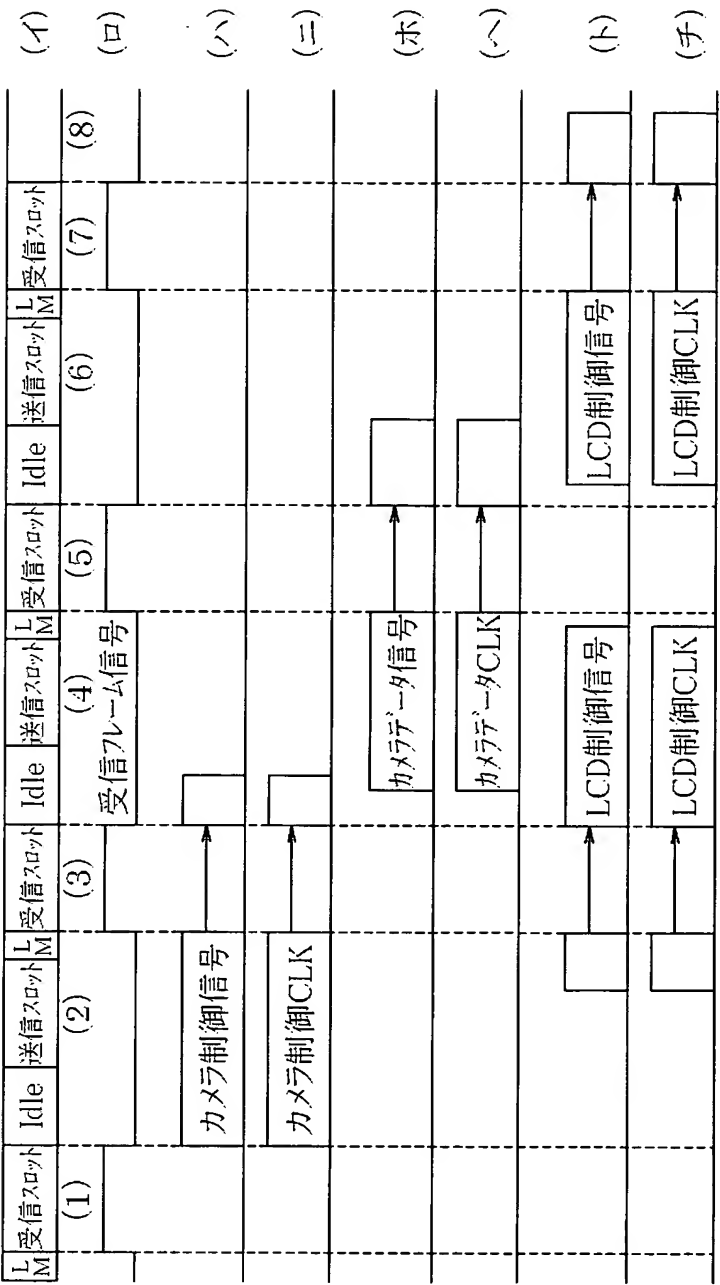 (イ)
LM 受信スロット Idle 送信スロット LM 受信スロット Idle 送信スロット LM 受信スロット Idle 送信スロット LM 受信スロット
(ロ)
(1) (2) (3) (4) (5) (6) (7) (8)
受信フレーム信号
(ハ)
カメラ制御信号
(ニ)
カメラ制御CLK
(ホ)
カメラデータ信号
(ヘ)
カメラデータCLK
(ト)
LCD制御信号 LCD制御信号
(チ)
LCD制御CLK LCD制御CLK